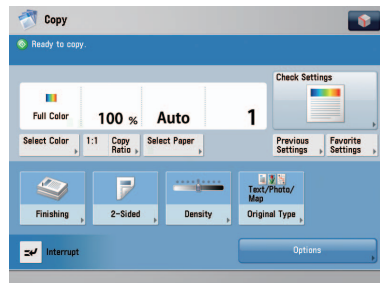 Copy
Ready to copy.
Check Settings
Full Color
100 %
Auto
1
Select Color
1:1
Copy
Ratio
Select Paper
Previous
Settings
Favorite
Settings
Text/Photo/
Map
Finishing
2-Sided
Density
Original Type
Interrupt
Options